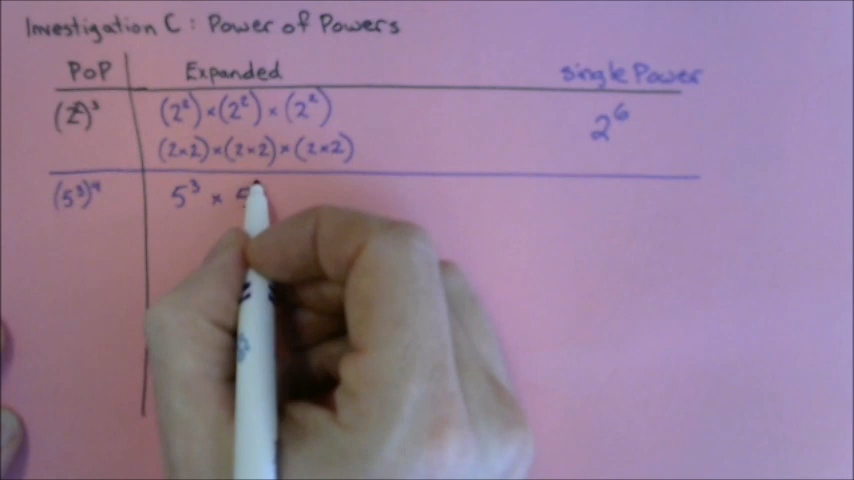 Investigation C: Power of Powers
PoP Expanded single Power
(2²)³ (2²)×(2²)×(2²) 2⁶
(2×2)×(2×2)×(2×2)
(5³)⁴ 5³ × 5